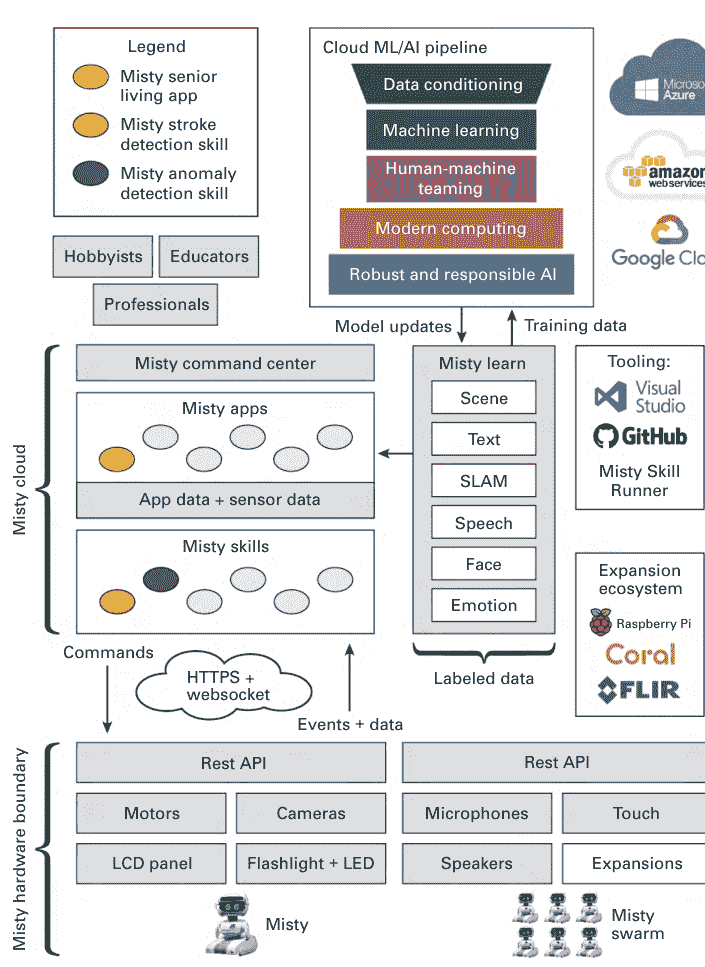 Legend
Misty senior
living app
Misty stroke
detection skill
Misty anomaly
detection skill
Cloud ML/AI pipeline
Data conditioning
Machine learning
Human-machine
teaming
Modern computing
Robust and responsible AI
Microso
Azure
amazon
webservices
Google Clo
Hobbyists
Educators
Professionals
Model updates
Training data
Misty cloud
Misty command center
Misty apps
App data + sensor data
Misty skills
Misty learn
Scene
Text
SLAM
Speech
Face
Emotion
Labeled data
Tooling:
Visual
Studio
GitHub
Misty Skill
Runner
Expansion
ecosystem
Raspberry Pi
Coral
FLIR
Commands
HTTPS +
websocket
Events + data
Misty hardware boundary
Rest API
Rest API
Motors
Cameras
Microphones
Touch
LCD panel
Flashlight + LED
Speakers
Expansions
Misty
Misty
swarm